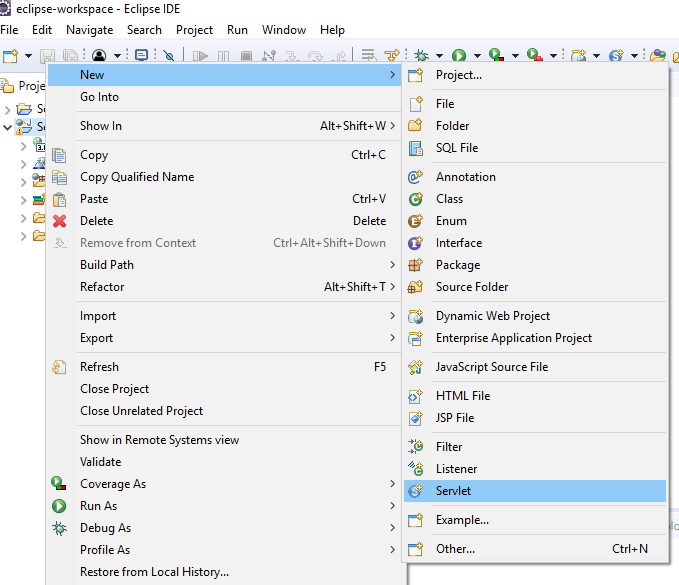 eclipse-workspace - Eclipse IDE
File Edit Navigate Search Project Run Window Help
Proje
New
Go Into
Show In Alt+Shift+W
Copy Ctrl+C
Copy Qualified Name
Paste Ctrl+V
Delete Delete
Remove from Context Ctrl+Alt+Shift+Down
Build Path
Refactor Alt+Shift+T
Import
Export
Refresh F5
Close Project
Close Unrelated Project
Show in Remote Systems view
Validate
Coverage As
Run As
Debug As
Profile As
Restore from Local History...
Project...
File
Folder
SQL File
Annotation
Class
Enum
Interface
Package
Source Folder
Dynamic Web Project
Enterprise Application Project
JavaScript Source File
HTML File
JSP File
Filter
Listener
Servlet
Example...
Other... Ctrl+N